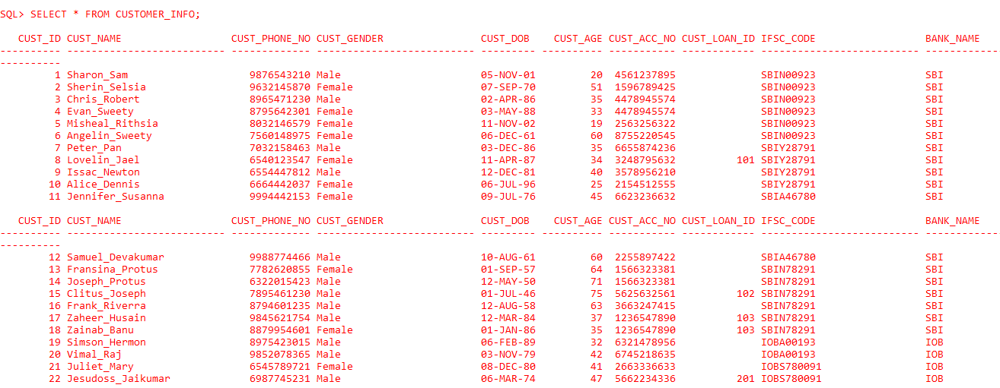 SQL> SELECT * FROM CUSTOMER_INFO;
CUST_ID CUST_NAME CUST_PHONE_NO CUST_GENDER CUST_DOB CUST_AGE CUST_ACC_NO CUST_LOAN_ID IFSC_CODE BANK_NAME
---------- -------------------------- ------------- -------------------------- --------- ---------- ----------- ------------ -------------------------- ------------
----------
1 Sharon_Sam 9876543210 Male 05-NOV-01 20 4561237895 SBIN00923 SBI
2 Sherin_Selsia 9632145870 Female 07-SEP-70 51 1596789425 SBIN00923 SBI
3 Chris_Robert 8965471230 Male 02-APR-86 35 4478945574 SBIN00923 SBI
4 Evan_Sweety 8795642301 Female 03-MAY-88 33 4478945574 SBIN00923 SBI
5 Misheal_Rithsia 8032146579 Female 11-NOV-02 19 2563256322 SBIN00923 SBI
6 Angelin_Sweety 7560148975 Female 06-DEC-61 60 8755220545 SBIN00923 SBI
7 Peter_Pan 7032158463 Male 03-DEC-86 35 6655874236 SBIY28791 SBI
8 Lovelin_Jael 6540123547 Female 11-APR-87 34 3248795632 101 SBIY28791 SBI
9 Issac_Newton 6554447812 Male 12-DEC-81 40 3578956210 SBIY28791 SBI
10 Alice_Dennis 6664442037 Female 06-JUL-96 25 2154512555 SBIY28791 SBI
11 Jennifer_Susanna 9994442153 Female 09-JUL-76 45 6623236632 SBIA46780 SBI
CUST_ID CUST_NAME CUST_PHONE_NO CUST_GENDER CUST_DOB CUST_AGE CUST_ACC_NO CUST_LOAN_ID IFSC_CODE BANK_NAME
---------- -------------------------- ------------- -------------------------- --------- ---------- ----------- ------------ -------------------------- ------------
----------
12 Samuel_Devakumar 9988774466 Male 10-AUG-61 60 2255897422 SBIA46780 SBI
13 Fransina_Protus 7782620855 Female 01-SEP-57 64 1566323381 SBIN78291 SBI
14 Joseph_Protus 6322015423 Male 12-MAY-50 71 1566323381 SBIN78291 SBI
15 Clitus_Joseph 7895461230 Male 01-JUL-46 75 5625632561 102 SBIN78291 SBI
16 Frank_Riverra 8794601235 Male 12-AUG-58 63 3663247415 SBIN78291 SBI
17 Zaheer_Husain 9845621754 Male 12-MAR-84 37 1236547890 103 SBIN78291 SBI
18 Zainab_Banu 8879954601 Female 01-JAN-86 35 1236547890 103 SBIN78291 SBI
19 Simson_Hermon 8975423015 Male 06-FEB-89 32 6321478956 IOBA00193 IOB
20 Vimal_Raj 9852078365 Male 03-NOV-79 42 6745218635 IOBA00193 IOB
21 Juliet_Mary 6545789721 Female 08-DEC-80 41 2663336633 IOBS780091 IOB
22 Jesudoss_Jaikumar 6987745231 Male 06-MAR-74 47 5662234336 201 IOBS780091 IOB